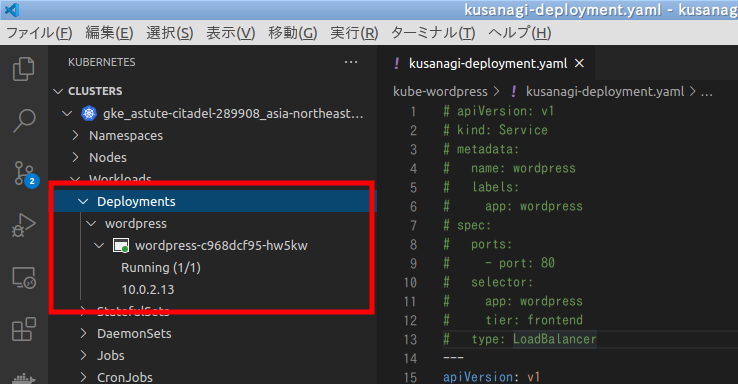 kusanagi-deployment.yaml - kusanag
ファイル(F) 編集(E) 選択(S) 表示(V) 移動(G) 実行(R) ターミナル(T) ヘルプ(H)
KUBERNETES ...
CLUSTERS
gke_astute-citadel-289908_asia-northeast...
Namespaces
Nodes
Workloads
Deployments
wordpress
wordpress-c968dcf95-hw5kw
Running (1/1)
10.0.2.13
StatefulSets
DaemonSets
Jobs
CronJobs
2
! kusanagi-deployment.yaml ×
kube-wordpress > ! kusanagi-deployment.yaml > ...
1 # apiVersion: v1
2 # kind: Service
3 # metadata:
4 #   name: wordpress
5 #   labels:
6 #     app: wordpress
7 # spec:
8 #   ports:
9 #     - port: 80
10 #   selector:
11 #     app: wordpress
12 #     tier: frontend
13 #   type: LoadBalancer
14 ---
15 apiVersion: v1